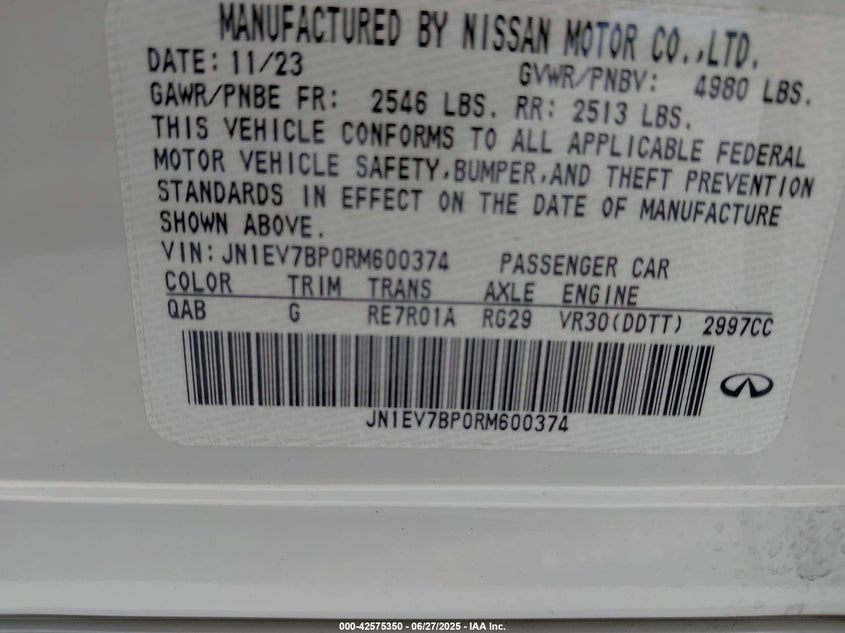 MANUFACTURED BY NISSAN MOTOR CO.,LTD.
DATE: 11/23 GVWR/PNBV: 4980 LBS.
GAWR/PNBE FR: 2546 LBS. RR: 2513 LBS.
THIS VEHICLE CONFORMS TO ALL APPLICABLE FEDERAL
MOTOR VEHICLE SAFETY,BUMPER,AND THEFT PREVENTION
STANDARDS IN EFFECT ON THE DATE OF MANUFACTURE
SHOWN ABOVE.
VIN: JN1EV7BP0RM600374 PASSENGER CAR
COLOR TRIM TRANS AXLE ENGINE
QAB G RE7R01A RG29 VR30(DDTT) 2997CC
JN1EV7BP0RM600374
000-42575350 - 06/27/2025 - IAA Inc.